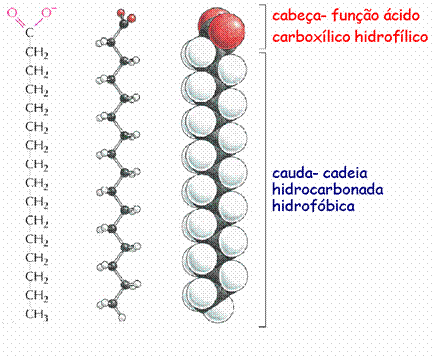 O O⁻
C
CH₂
CH₂
CH₂
CH₂
CH₂
CH₂
CH₂
CH₂
CH₂
CH₂
CH₂
CH₂
CH₂
CH₂
CH₃
cabeça- função ácido
carboxílico hidrofílico
cauda- cadeia
hidrocarbonada
hidrofóbica